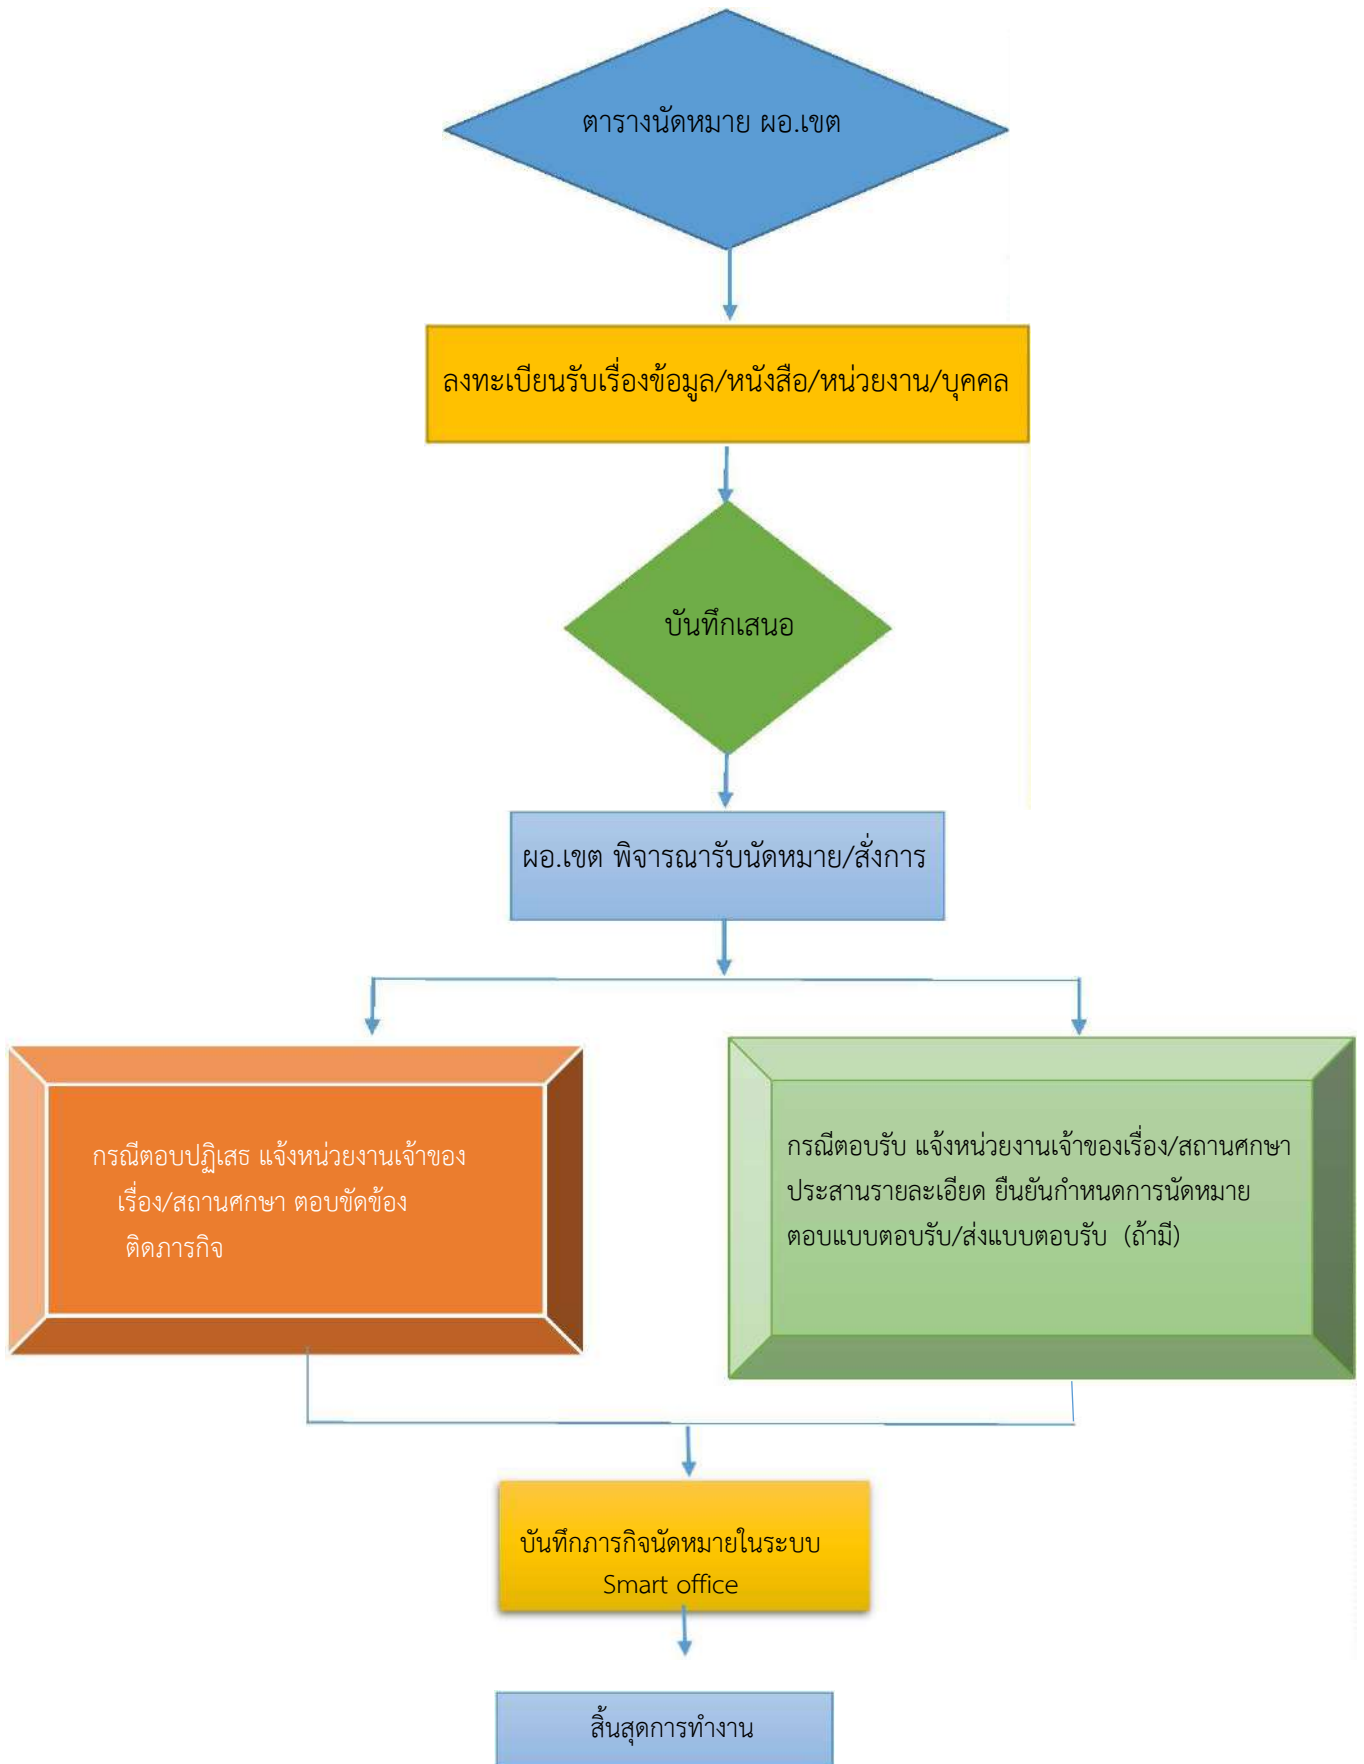 ตารางนัดหมาย ผอ.เขต
ลงทะเบียนรับเรื่องข้อมูล/หนังสือ/หน่วยงาน/บุคคล
บันทึกเสนอ
ผอ.เขต พิจารณารับนัดหมาย/สั่งการ
กรณีตอบปฏิเสธ แจ้งหน่วยงานเจ้าของ
เรื่อง/สถานศกษา ตอบขัดข้อง
ติดภารกิจ
กรณีตอบรับ แจ้งหน่วยงานเจ้าของเรื่อง/สถานศกษา
ประสานรายละเอียด ยืนยันกำหนดการนัดหมาย
ตอบแบบตอบรับ/ส่งแบบตอบรับ (ถ้ามี)
บันทึกภารกิจนัดหมายในระบบ
Smart office
สิ้นสุดการทำงาน